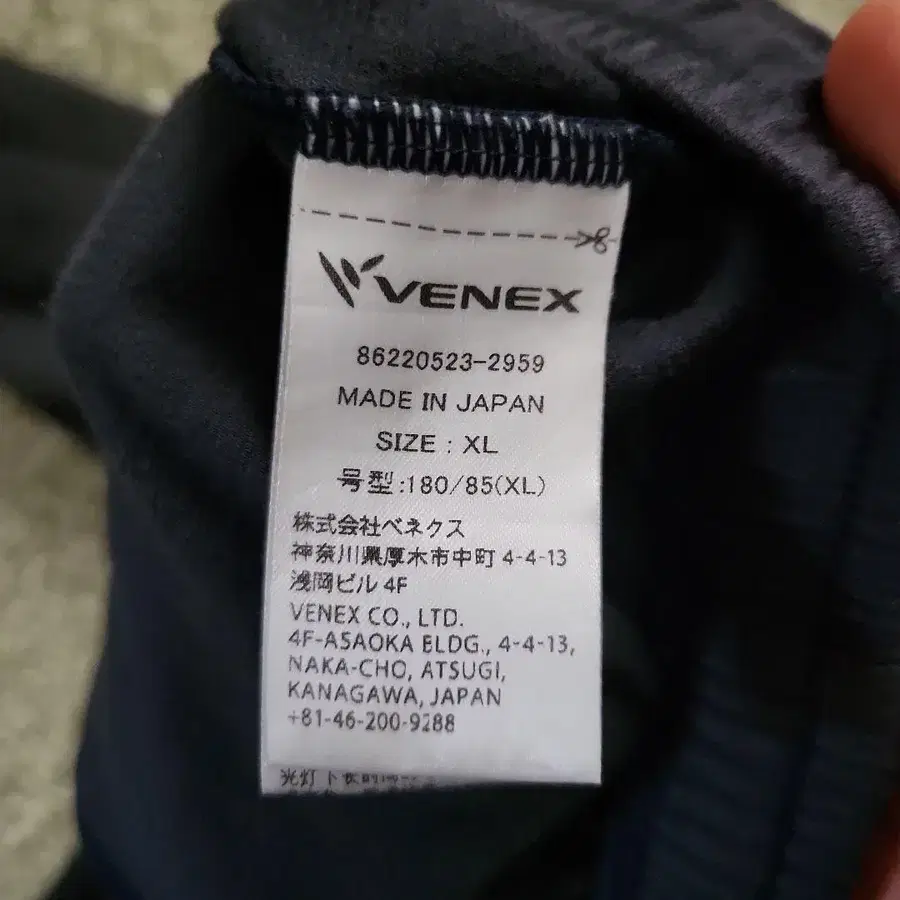 VENEX
86220523-2959
MADE IN JAPAN
SIZE : XL
号型:180/85(XL)
株式会社ベネクス
神奈川県厚木市中町 4-4-13
浅岡ビル 4F
VENEX CO., LTD.
4F-ASAOKA BLDG., 4-4-13,
NAKA-CHO, ATSUGI,
KANAGAWA, JAPAN
+81-46-200-9288